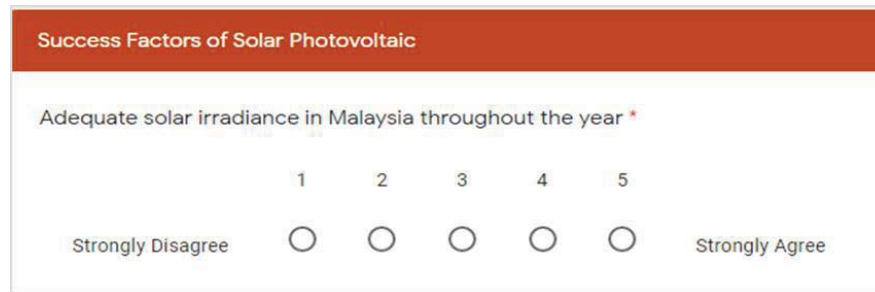 Success Factors of Solar Photovoltaic
Adequate solar irradiance in Malaysia throughout the year *
1 2 3 4 5
Strongly Disagree Strongly Agree